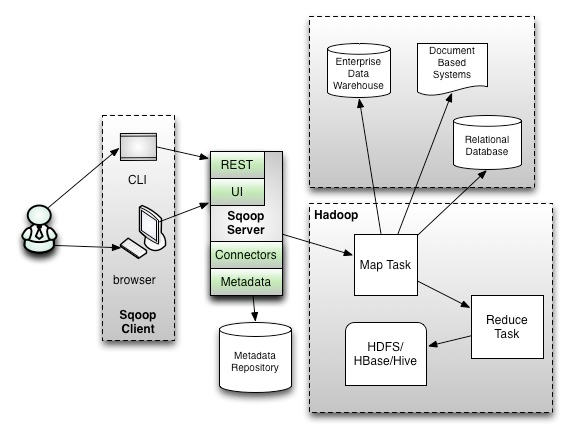 Enterprise
Data
Warehouse
Document
Based
Systems
Relational
Database
CLI
browser
Sqoop
Client
REST
UI
Sqoop
Server
Connectors
Metadata
Metadata
Repository
Hadoop
Map Task
Reduce
Task
HDFS/
HBase/Hive